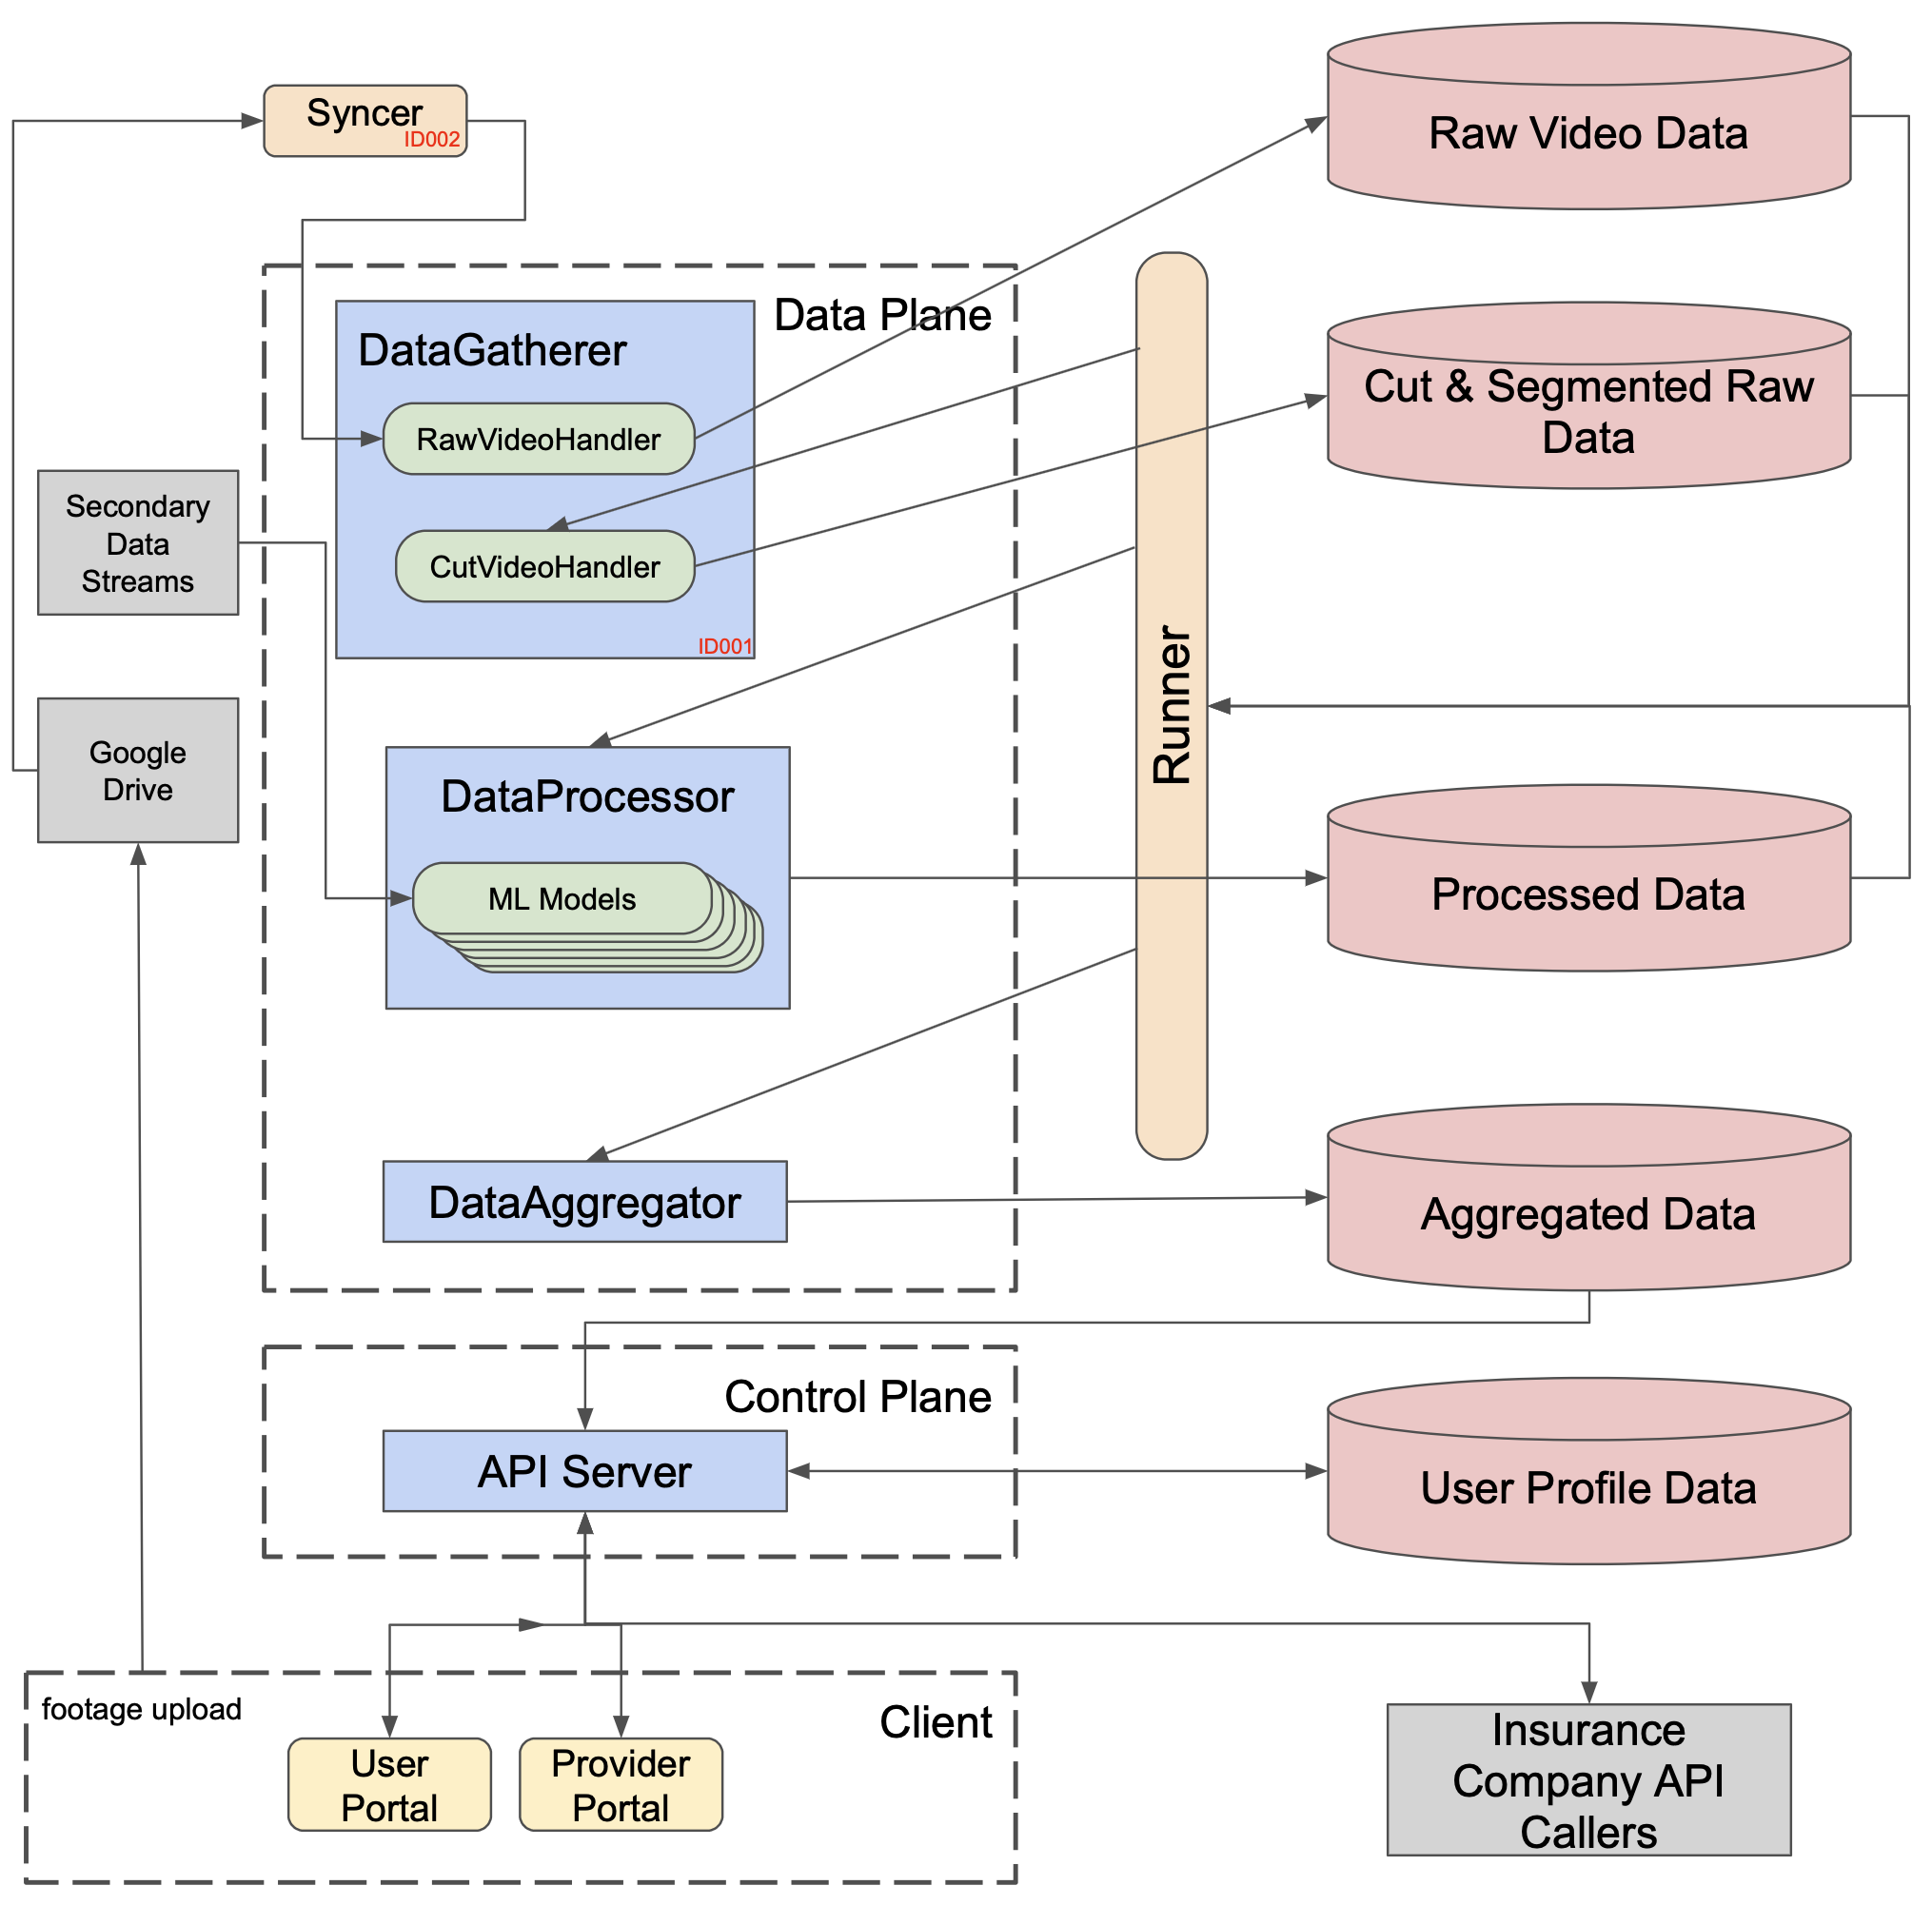 Syncer
ID002
Raw Video Data
Data Plane
DataGatherer
RawVideoHandler
CutVideoHandler
ID001
Cut & Segmented Raw
Data
Secondary
Data
Streams
Google
Drive
Runner
DataProcessor
ML Models
Processed Data
DataAggregator
Aggregated Data
Control Plane
API Server
User Profile Data
footage upload
Client
User
Portal
Provider
Portal
Insurance
Company API
Callers